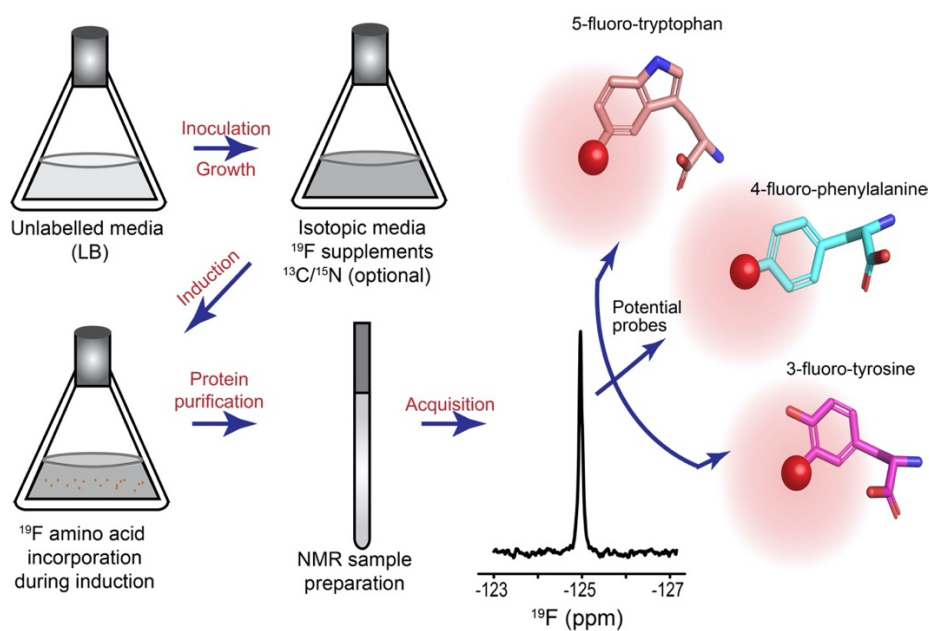 5-fluoro-tryptophan
Inoculation
Growth
Unlabelled media
(LB)
Isotopic media
¹⁹F supplements
¹³C/¹⁵N (optional)
4-fluoro-phenylalanine
Induction
Potential
probes
Protein
purification
Acquisition
3-fluoro-tyrosine
¹⁹F amino acid
incorporation
during induction
NMR sample
preparation
-123 -125 -127
¹⁹F (ppm)